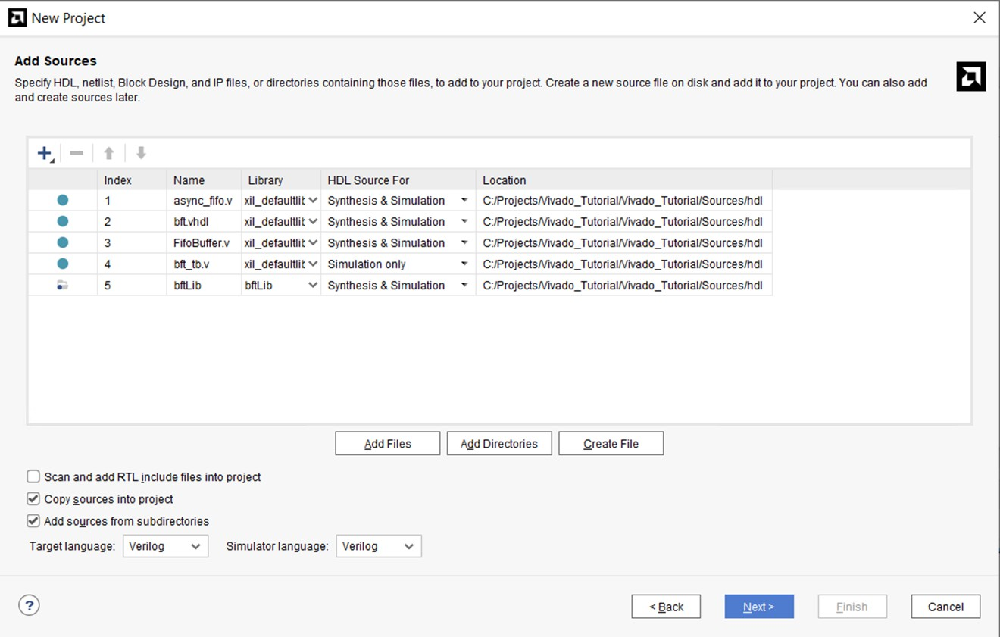 New Project
Add Sources
Specify HDL, netlist, Block Design, and IP files, or directories containing those files, to add to your project. Create a new source file on disk and add it to your project. You can also add
and create sources later.
Index Name Library HDL Source For Location
1 async_fifo.v xil_defaultlib Synthesis & Simulation C:/Projects/Vivado_Tutorial/Vivado_Tutorial/Sources/hdl
2 bft.vhdl xil_defaultlib Synthesis & Simulation C:/Projects/Vivado_Tutorial/Vivado_Tutorial/Sources/hdl
3 FifoBuffer.v xil_defaultlib Synthesis & Simulation C:/Projects/Vivado_Tutorial/Vivado_Tutorial/Sources/hdl
4 bft_tb.v xil_defaultlib Simulation only C:/Projects/Vivado_Tutorial/Vivado_Tutorial/Sources/hdl
5 bftLib bftLib Synthesis & Simulation C:/Projects/Vivado_Tutorial/Vivado_Tutorial/Sources/hdl
Add Files Add Directories Create File
Scan and add RTL include files into project
Copy sources into project
Add sources from subdirectories
Target language: Verilog Simulator language: Verilog
? < Back Next > Finish Cancel